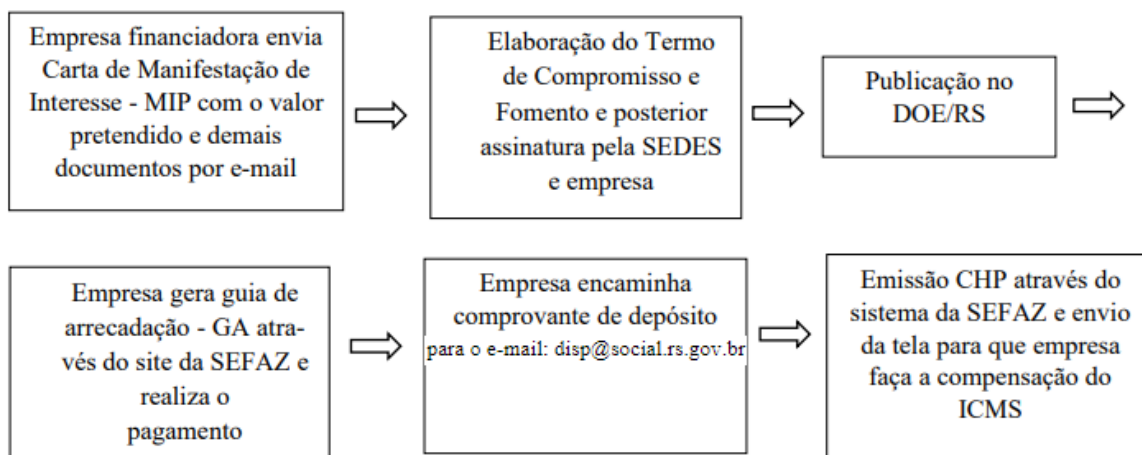 Empresa financiadora envia
Carta de Manifestação de
Interesse - MIP com o valor
pretendido e demais
documentos por e-mail
Elaboração do Termo
de Compromisso e
Fomento e posterior
assinatura pela SEDES
e empresa
Publicação no
DOE/RS
Empresa gera guia de
arrecadação - GA atra-
vés do site da SEFAZ e
realiza o
pagamento
Empresa encaminha
comprovante de depósito
para o e-mail: disp@social.rs.gov.br
Emissão CHP através do
sistema da SEFAZ e envio
da tela para que empresa
faça a compensação do
ICMS